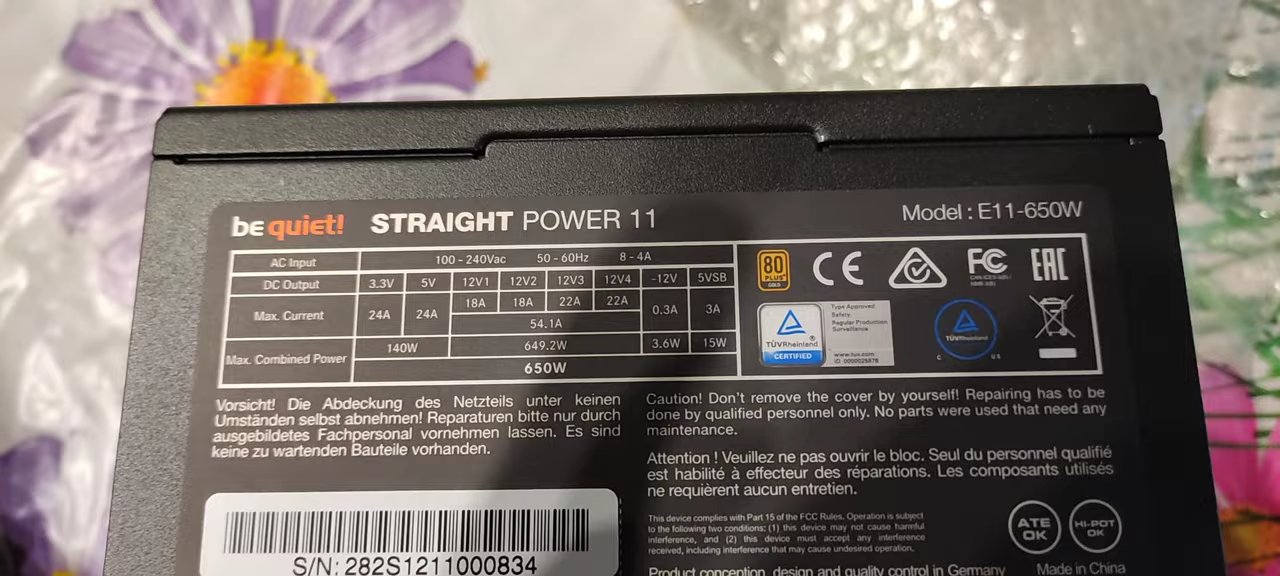 be quiet! STRAIGHT POWER 11
Model : E11-650W
AC Input 100 - 240Vac 50 - 60Hz 8 - 4A
DC Output 3.3V 5V 12V1 12V2 12V3 12V4 -12V 5VSB
Max. Current 24A 24A 18A 18A 22A 22A 0.3A 3A
54.1A
Max. Combined Power 140W 649.2W 3.6W 15W
650W
80
PLUS
GOLD
CE
FC
EAC
TÜVRheinland
CERTIFIED
Type Approved
Safety
Regular Production
Surveillance
www.tuv.com
TÜVRheinland
C US
Vorsicht! Die Abdeckung des Netzteils unter keinen
Umständen selbst abnehmen! Reparaturen bitte nur durch
ausgebildetes Fachpersonal vornehmen lassen. Es sind
keine zu wartenden Bauteile vorhanden.
Caution! Don't remove the cover by yourself! Repairing has to be
done by qualified personnel only. No parts were used that need any
maintenance.
Attention ! Veuillez ne pas ouvrir le bloc. Seul du personnel qualifié
est habilité à effecteur des réparations. Les composants utilisés
ne requièrent aucun entretien.
This device complies with Part 15 of the FCC Rules. Operation is subject
to the following two conditions: (1) this device may not cause harmful
interference, and (2) this device must accept any interference
received, including interference that may cause undesired operation.
ATE
OK
HI-POT
OK
S/N: 282S1211000834
Product conception, design and quality control in Germany
Made in China